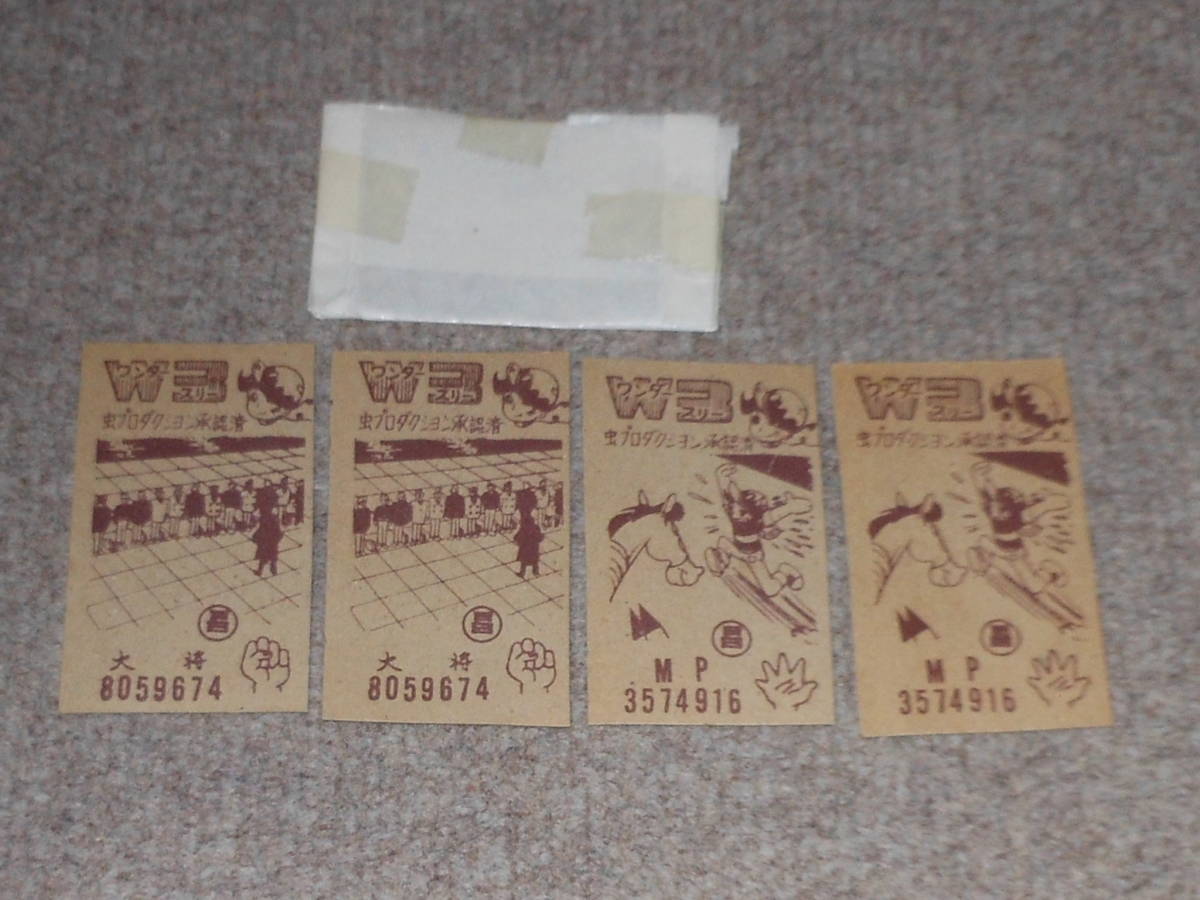 W3
ワンダー
スリー
虫プロダクション承認済
昌
大将
8059674
W3
ワンダー
スリー
虫プロダクション承認済
昌
大将
8059674
W3
ワンダー
スリー
虫プロダクション承認済
昌
MP
3574916
W3
ワンダー
スリー
虫プロダクション承認済
昌
MP
3574916